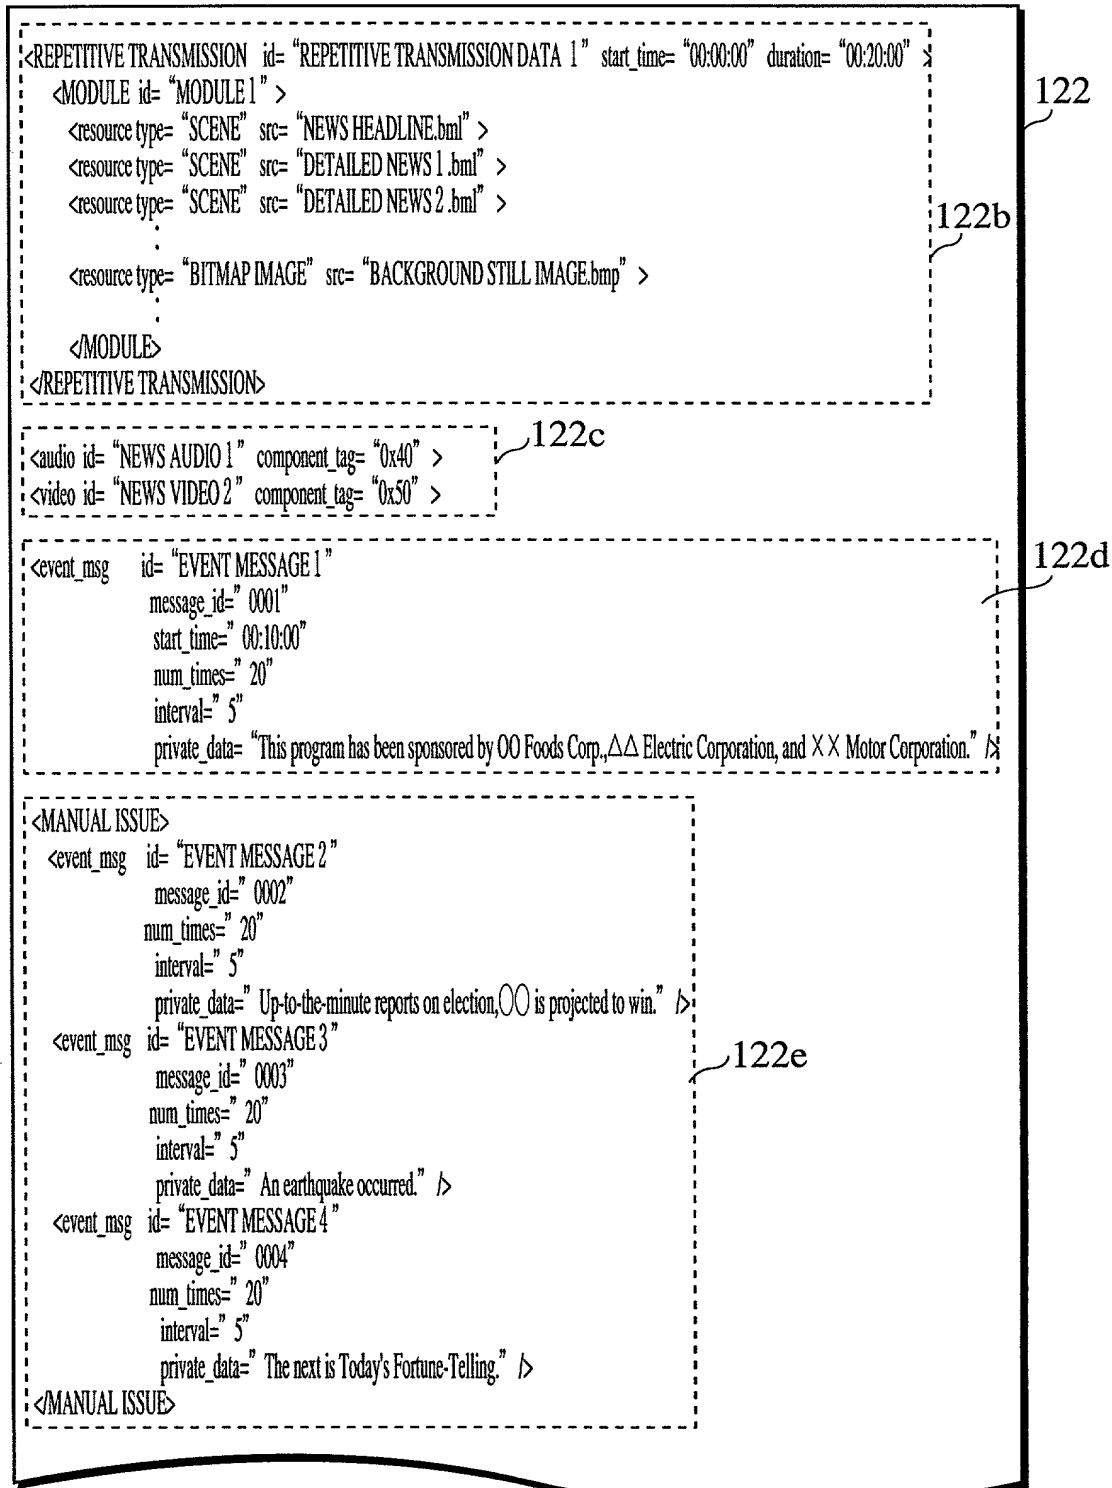 <REPETITIVE TRANSMISSION id= “REPETITIVE TRANSMISSION DATA 1” start_time= “00:00:00” duration= “00:20:00” >
122
<MODULE id= “MODULE 1” >
<resource type= “SCENE” src= “NEWS HEADLINE.bml” >
<resource type= “SCENE” src= “DETAILED NEWS 1.bml” >
<resource type= “SCENE” src= “DETAILED NEWS 2.bml” >
122b
<resource type= “BITMAP IMAGE” src= “BACKGROUND STILL IMAGE.bmp” >
</MODULE>
</REPETITIVE TRANSMISSION>
122c
<audio id= “NEWS AUDIO 1” component_tag= “0x40” >
<video id= “NEWS VIDEO 2” component_tag= “0x50” >
122d
<event_msg id= “EVENT MESSAGE 1”
message_id=” 0001”
start_time=” 00:10:00”
num_times=” 20”
interval=” 5”
private_data= “This program has been sponsored by OO Foods Corp.,△△ Electric Corporation, and ×× Motor Corporation.” />
<MANUAL ISSUE>
<event_msg id= “EVENT MESSAGE 2”
message_id=” 0002”
num_times=” 20”
interval=” 5”
private_data=” Up-to-the-minute reports on election,○○ is projected to win.” />
<event_msg id= “EVENT MESSAGE 3”
122e
message_id=” 0003”
num_times=” 20”
interval=” 5”
private_data=” An earthquake occurred.” />
<event_msg id= “EVENT MESSAGE 4”
message_id=” 0004”
num_times=” 20”
interval=” 5”
private_data=” The next is Today's Fortune-Telling.” />
</MANUAL ISSUE>